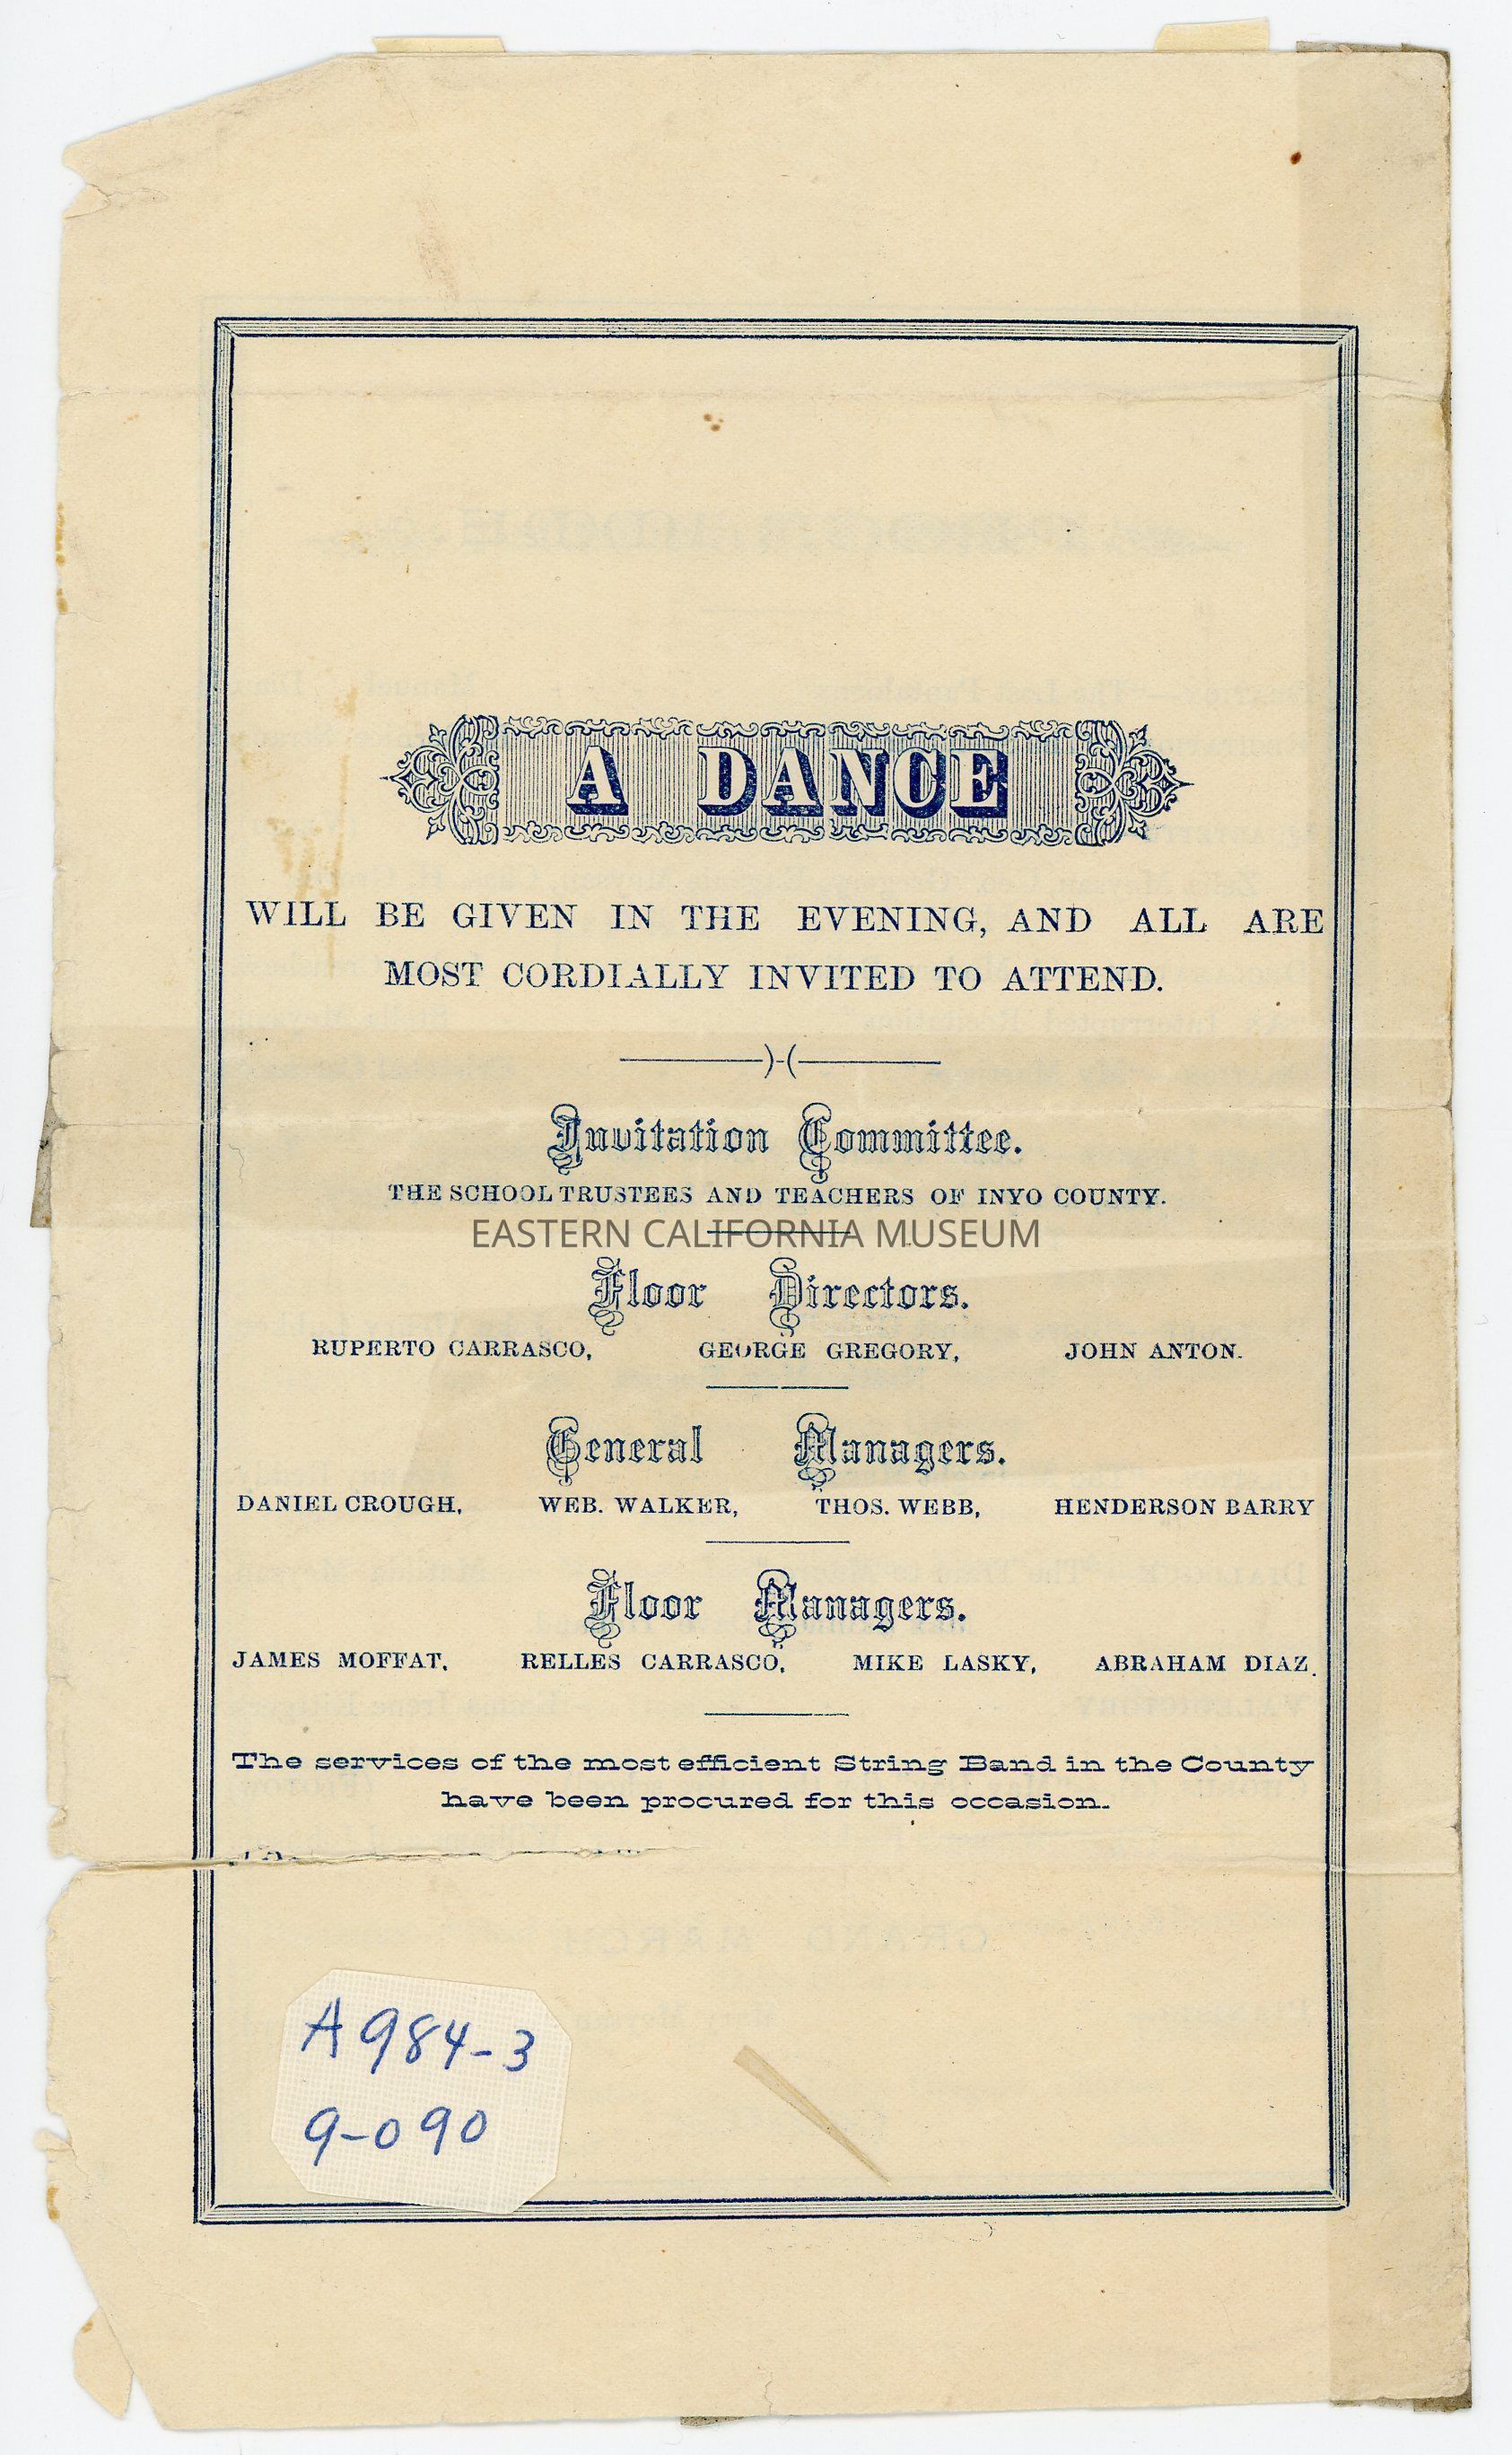 A DANCE
WILL BE GIVEN IN THE EVENING, AND ALL ARE
MOST CORDIALLY INVITED TO ATTEND.
Invitation Committee.
THE SCHOOL TRUSTEES AND TEACHERS OF INYO COUNTY.
EASTERN CALIFORNIA MUSEUM
Floor Directors.
RUPERTO CARRASCO, GEORGE GREGORY, JOHN ANTON.
General Managers.
DANIEL CROUGH, WEB. WALKER, THOS. WEBB, HENDERSON BARRY
Floor Managers.
JAMES MOFFAT, RELLES CARRASCO, MIKE LASKY, ABRAHAM DIAZ.
The services of the most efficient String Band in the County
have been procured for this occasion.
A984-3
9-090